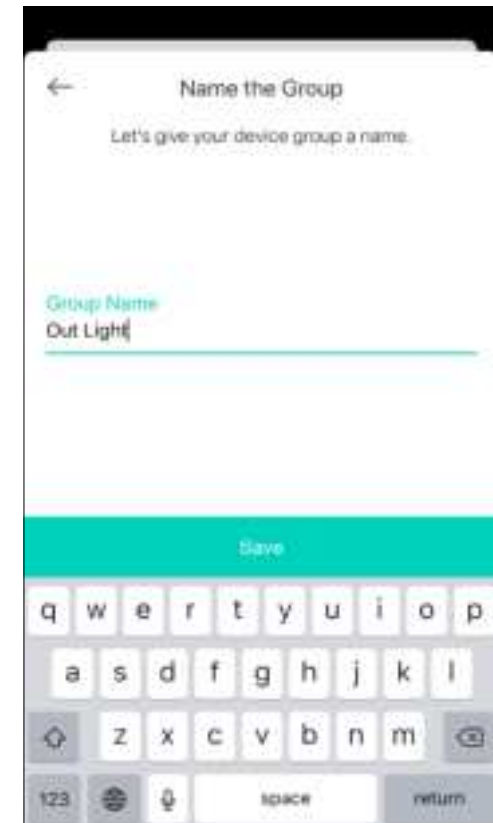 Name the Group
Let's give your device group a name.
Group Name
Out Light
Save
q w e r t y u i o p
a s d f g h j k l
z x c v b n m
123 space return